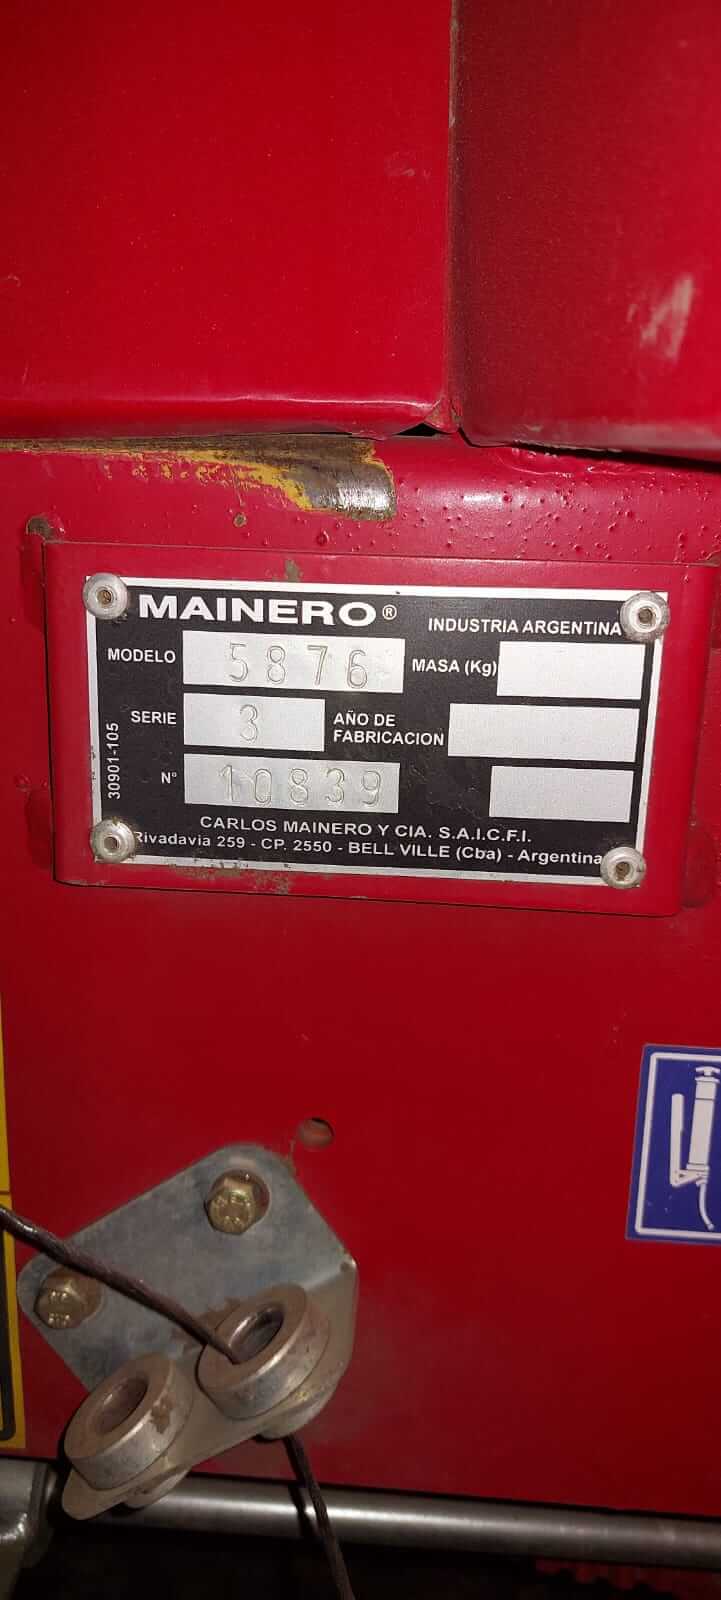 MAINERO®
INDUSTRIA ARGENTINA
MODELO 5876 MASA (Kg)
SERIE 3 AÑO DE FABRICACION
N° 10839
30901-105
CARLOS MAINERO Y CIA. S.A.I.C.F.I.
Rivadavia 259 - CP. 2550 - BELL VILLE (Cba) - Argentina